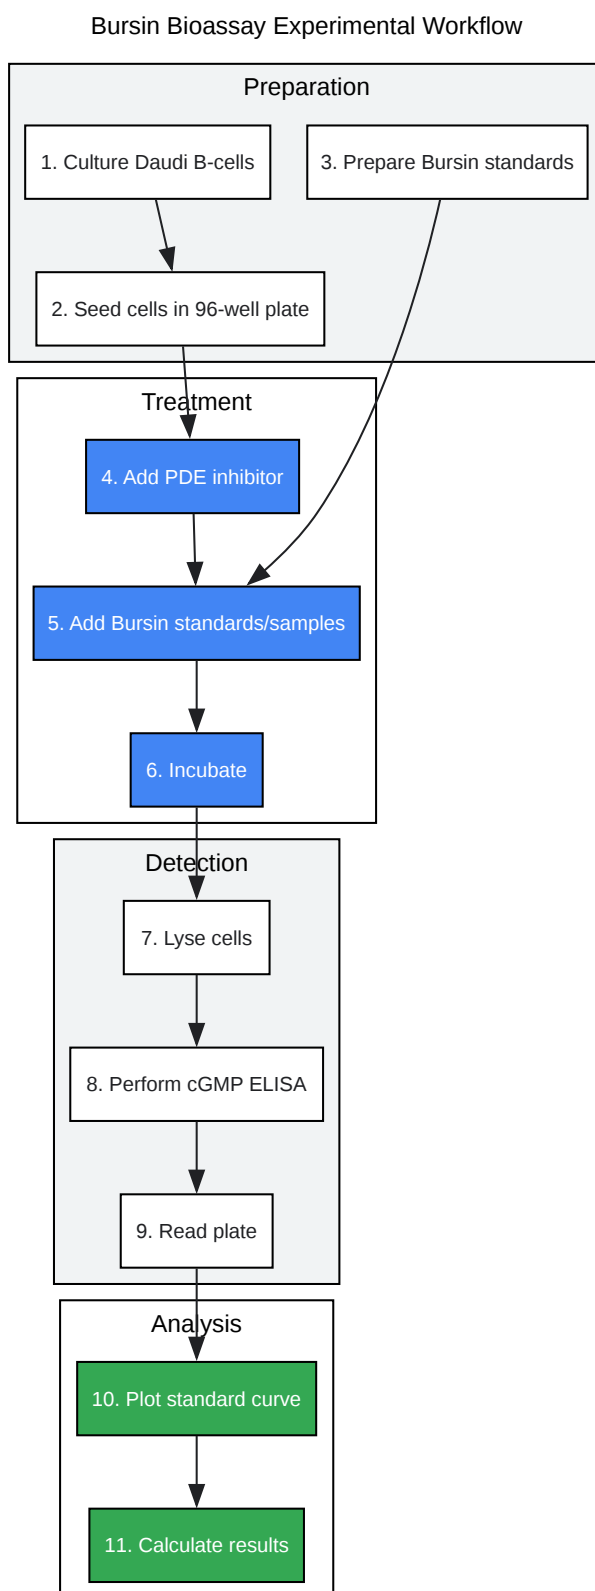 Bursin Bioassay Experimental Workflow
Preparation
1. Culture Daudi B-cells
3. Prepare Bursin standards
2. Seed cells in 96-well plate
Treatment
4. Add PDE inhibitor
5. Add Bursin standards/samples
6. Incubate
Detection
7. Lyse cells
8. Perform cGMP ELISA
9. Read plate
Analysis
10. Plot standard curve
11. Calculate results